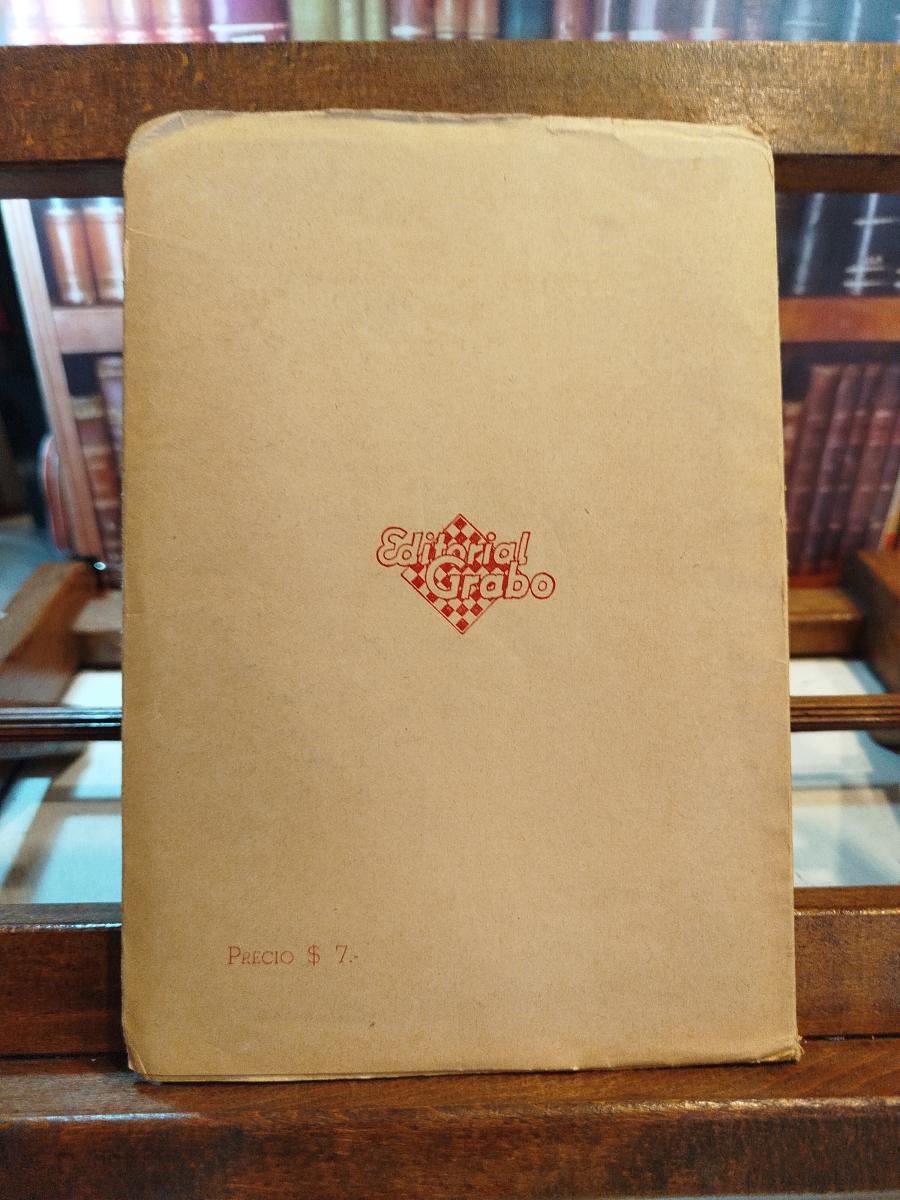 Editorial
Grabo
Precio $ 7.-